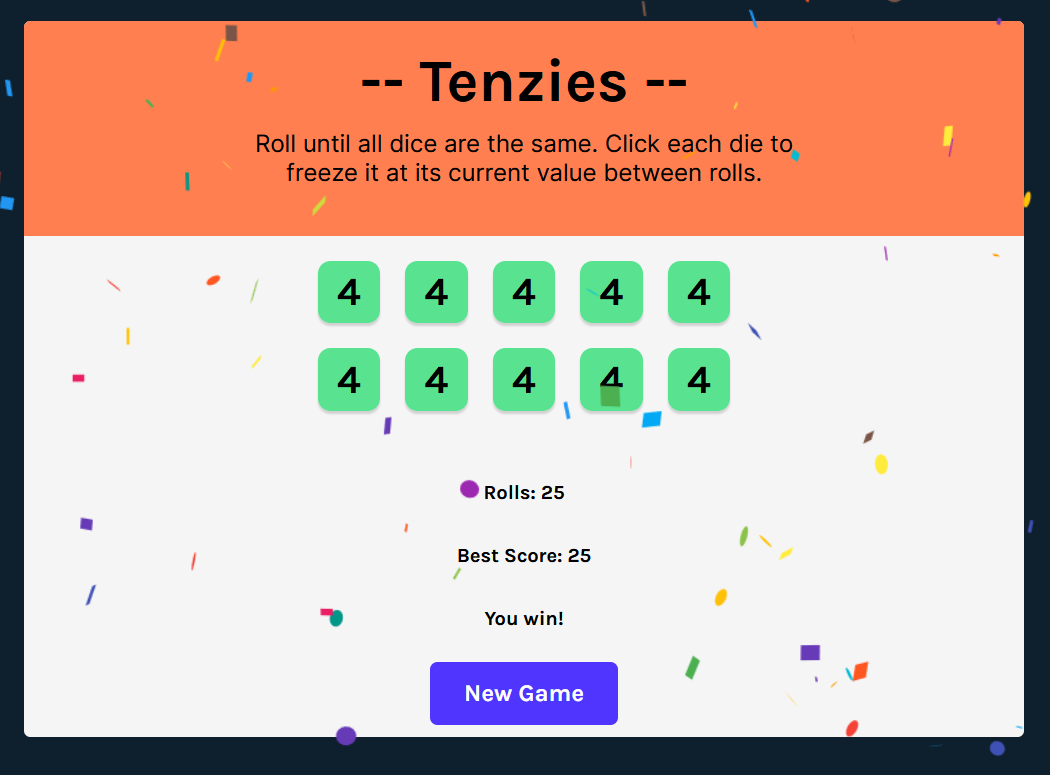 -- Tenzies --
Roll until all dice are the same. Click each die to
freeze it at its current value between rolls.
4 4 4 4 4
4 4 4 4 4
Rolls: 25
Best Score: 25
You win!
New Game